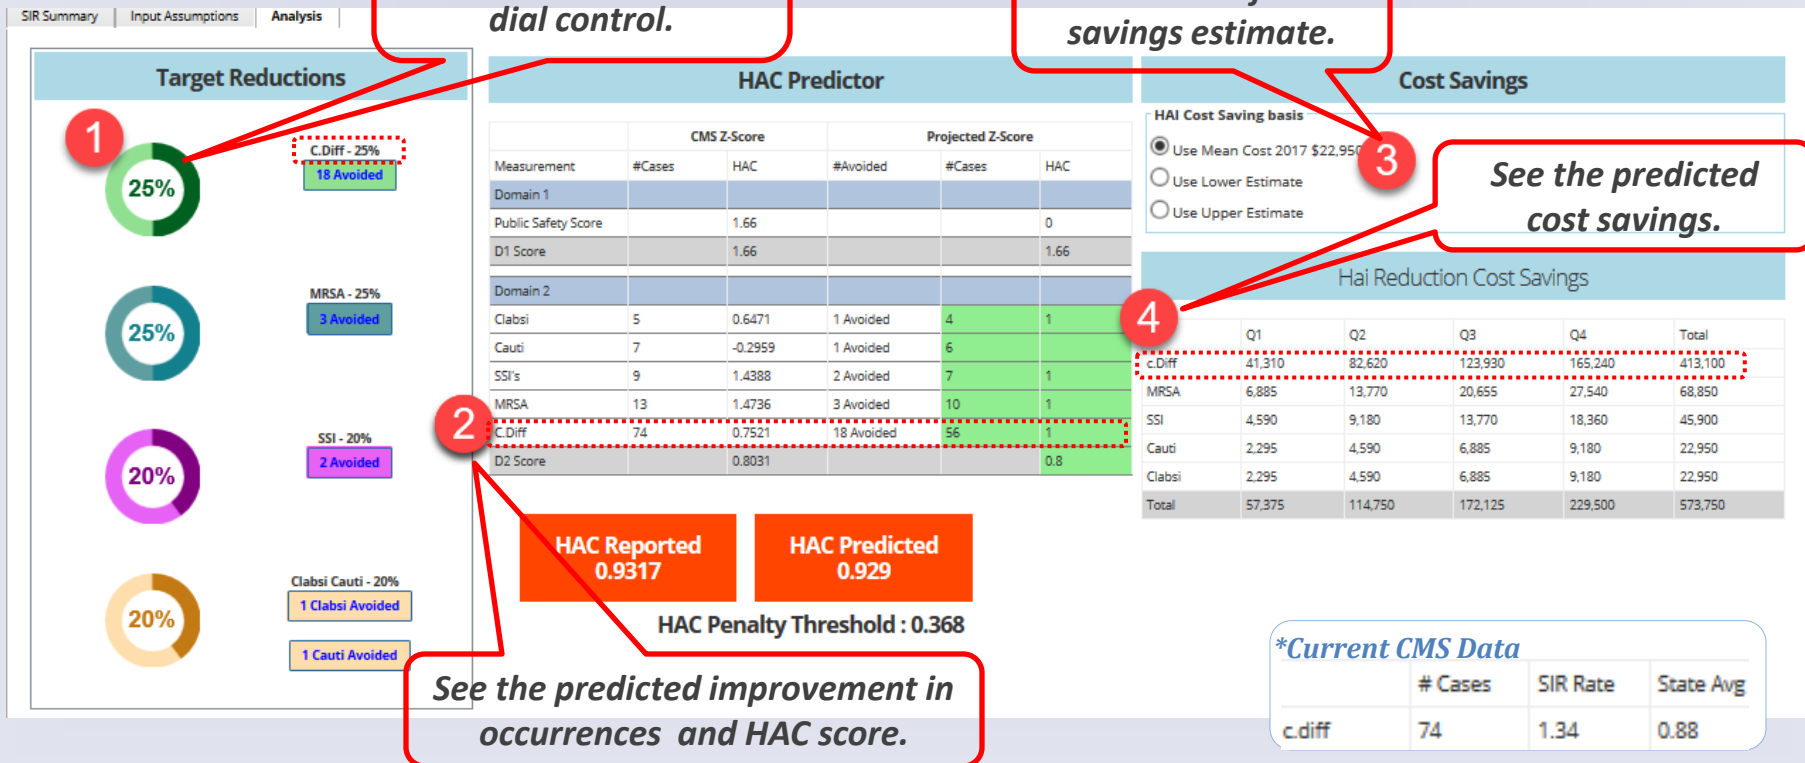 dial control.
savings estimate.
SIR Summary Input Assumptions Analysis
Target Reductions
1
25%
C.Diff - 25%
18 Avoided
25%
MRSA - 25%
3 Avoided
20%
SSI - 20%
2 Avoided
20%
Clabsi Cauti - 20%
1 Clabsi Avoided
1 Cauti Avoided
HAC Predictor
CMS Z-Score Projected Z-Score
Measurement #Cases HAC #Avoided #Cases HAC
Domain 1
Public Safety Score 1.66 0
D1 Score 1.66 1.66
Domain 2
Clabsi 5 0.6471 1 Avoided 4 1
Cauti 7 -0.2959 1 Avoided 6
SSI's 9 1.4388 2 Avoided 7 1
MRSA 13 1.4736 3 Avoided 10 1
2
C.Diff 74 0.7521 18 Avoided 56 1
D2 Score 0.8031 0.8
HAC Reported
0.9317
HAC Predicted
0.929
HAC Penalty Threshold : 0.368
See the predicted improvement in
occurrences and HAC score.
Cost Savings
HAI Cost Saving basis
Use Mean Cost 2017 $22,950
Use Lower Estimate
Use Upper Estimate
3
See the predicted
cost savings.
Hai Reduction Cost Savings
4
Q1 Q2 Q3 Q4 Total
c.Diff 41,310 82,620 123,930 165,240 413,100
MRSA 6,885 13,770 20,655 27,540 68,850
SSI 4,590 9,180 13,770 18,360 45,900
Cauti 2,295 4,590 6,885 9,180 22,950
Clabsi 2,295 4,590 6,885 9,180 22,950
Total 57,375 114,750 172,125 229,500 573,750
*Current CMS Data
# Cases SIR Rate State Avg
c.diff 74 1.34 0.88